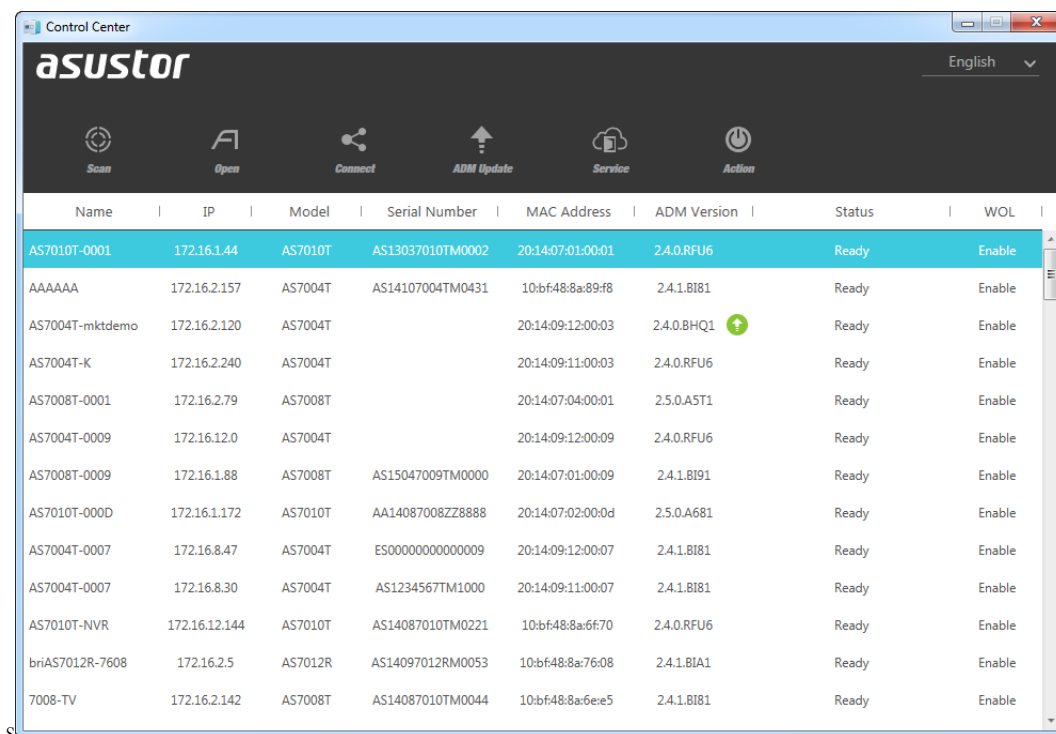 Control Center
asustor
English
Scan Open Connect ADM Update Service Action
Name IP Model Serial Number MAC Address ADM Version Status WOL
AS7010T-0001 172.16.1.44 AS7010T AS13037010TM0002 20:14:07:01:00:01 2.4.0.RFU6 Ready Enable
AAAAAA 172.16.2.157 AS7004T AS14107004TM0431 10:bf:48:8a:89:f8 2.4.1.BI81 Ready Enable
AS7004T-mktdemo 172.16.2.120 AS7004T 20:14:09:12:00:03 2.4.0.BHQ1 Ready Enable
AS7004T-K 172.16.2.240 AS7004T 20:14:09:11:00:03 2.4.0.RFU6 Ready Enable
AS7008T-0001 172.16.2.79 AS7008T 20:14:07:04:00:01 2.5.0.A5T1 Ready Enable
AS7004T-0009 172.16.12.0 AS7004T 20:14:09:12:00:09 2.4.0.RFU6 Ready Enable
AS7008T-0009 172.16.1.88 AS7008T AS15047009TM0000 20:14:07:01:00:09 2.4.1.BI91 Ready Enable
AS7010T-000D 172.16.1.172 AS7010T AA14087008ZZ8888 20:14:07:02:00:0d 2.5.0.A681 Ready Enable
AS7004T-0007 172.16.8.47 AS7004T ES00000000000009 20:14:09:12:00:07 2.4.1.BI81 Ready Enable
AS7004T-0007 172.16.8.30 AS7004T AS1234567TM1000 20:14:09:11:00:07 2.4.1.BI81 Ready Enable
AS7010T-NVR 172.16.12.144 AS7010T AS14087010TM0221 10:bf:48:8a:6f:70 2.4.0.RFU6 Ready Enable
briAS7012R-7608 172.16.2.5 AS7012R AS14097012RM0053 10:bf:48:8a:76:08 2.4.1.BIA1 Ready Enable
7008-TV 172.16.2.142 AS7008T AS14087010TM0044 10:bf:48:8a:6e:e5 2.4.1.BI81 Ready Enable
s